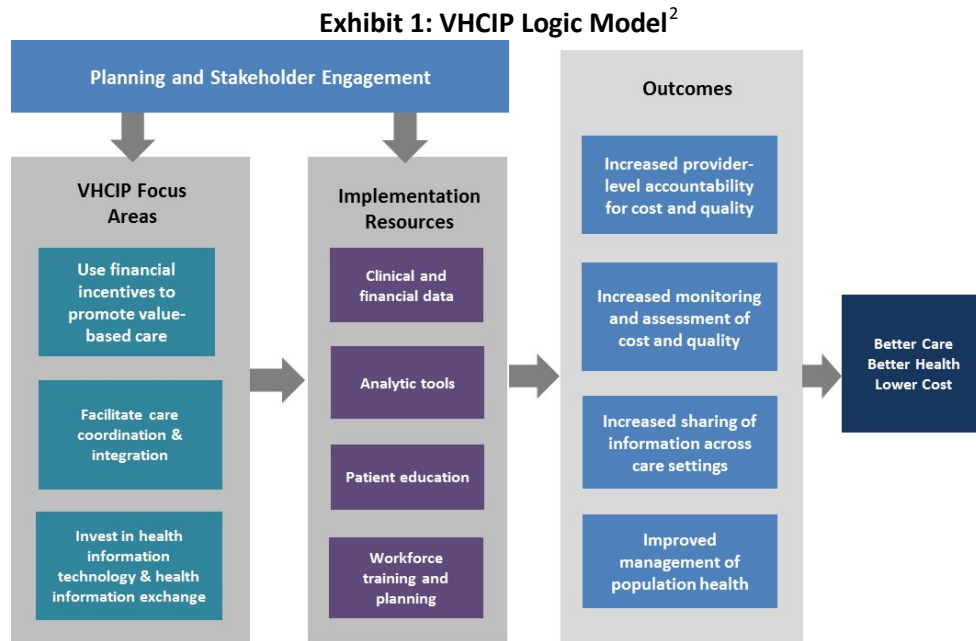 Exhibit 1: VHCIP Logic Model2
Planning and Stakeholder Engagement
VHCIP Focus
Areas
Use financial
incentives to
promote value-
based care
Facilitate care
coordination &
integration
Invest in health
information
technology & health
information exchange
Implementation
Resources
Clinical and
financial data
Analytic tools
Patient education
Workforce
training and
planning
Outcomes
Increased provider-
level accountability
for cost and quality
Increased monitoring
and assessment of
cost and quality
Increased sharing of
information across
care settings
Improved
management of
population health
Better Care
Better Health
Lower Cost